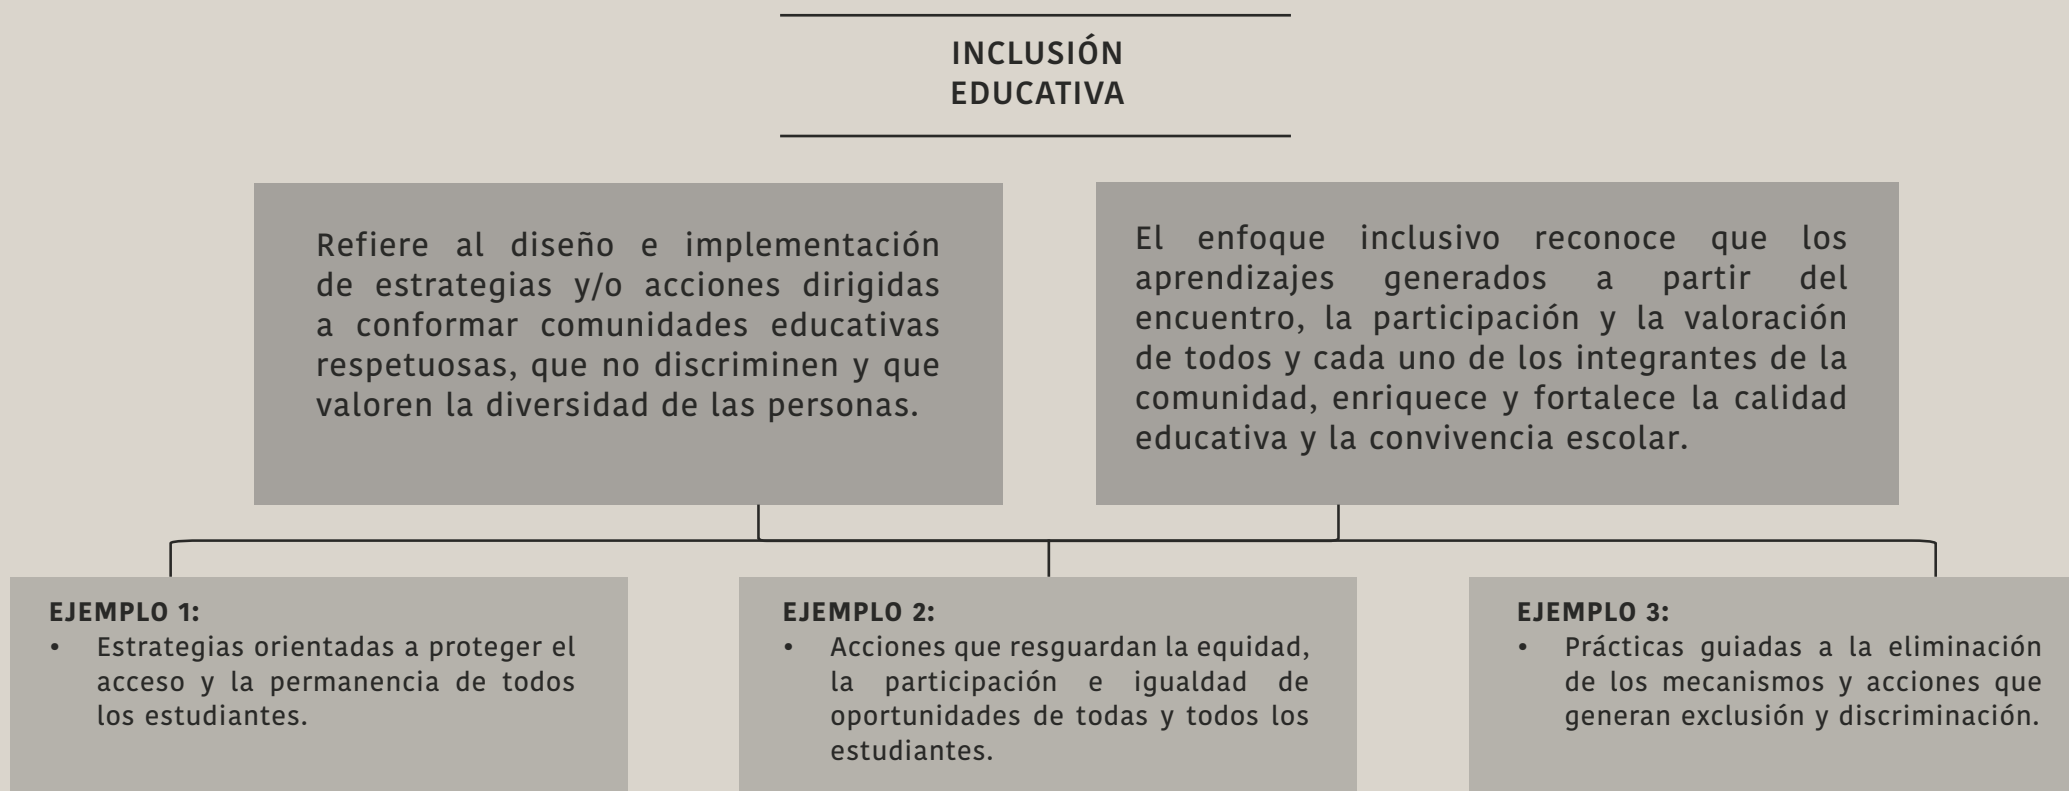 INCLUSIÓN
EDUCATIVA
Refiere al diseño e implementación
de estrategias y/o acciones dirigidas
a conformar comunidades educativas
respetuosas, que no discriminen y que
valoren la diversidad de las personas.
El enfoque inclusivo reconoce que los
aprendizajes generados a partir del
encuentro, la participación y la valoración
de todos y cada uno de los integrantes de la
comunidad, enriquece y fortalece la calidad
educativa y la convivencia escolar.
EJEMPLO 1:
• Estrategias orientadas a proteger el
acceso y la permanencia de todos
los estudiantes.
EJEMPLO 2:
• Acciones que resguardan la equidad,
la participación e igualdad de
oportunidades de todas y todos los
estudiantes.
EJEMPLO 3:
• Prácticas guiadas a la eliminación
de los mecanismos y acciones que
generan exclusión y discriminación.